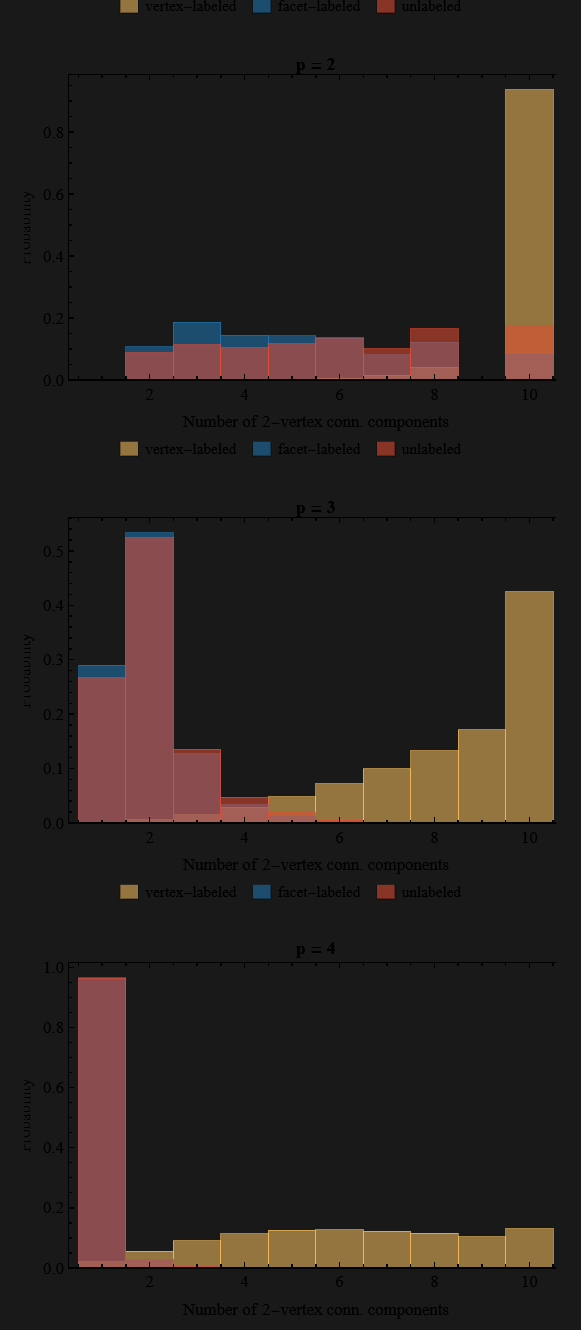 vertex–labeled facet–labeled unlabeled
p = 2
Probability
0.8
0.6
0.4
0.2
0.0
2 4 6 8 10
Number of 2–vertex conn. components
vertex–labeled facet–labeled unlabeled
p = 3
Probability
0.5
0.4
0.3
0.2
0.1
0.0
2 4 6 8 10
Number of 2–vertex conn. components
vertex–labeled facet–labeled unlabeled
p = 4
Probability
1.0
0.8
0.6
0.4
0.2
0.0
2 4 6 8 10
Number of 2–vertex conn. components